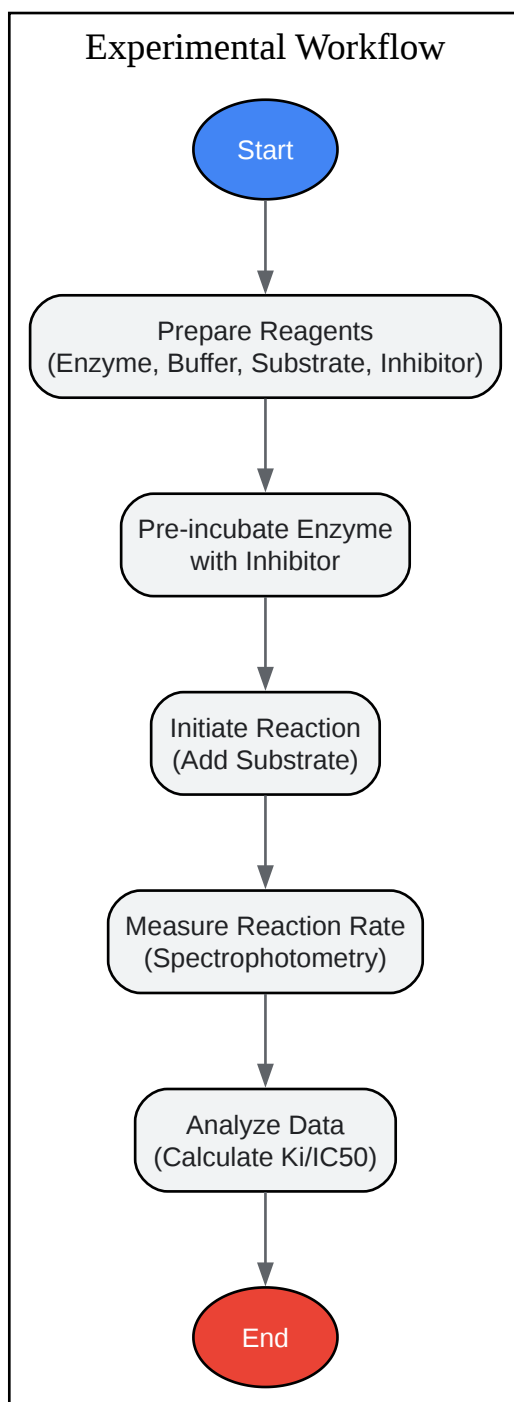 Experimental Workflow
Start
Prepare Reagents
(Enzyme, Buffer, Substrate, Inhibitor)
Pre-incubate Enzyme
with Inhibitor
Initiate Reaction
(Add Substrate)
Measure Reaction Rate
(Spectrophotometry)
Analyze Data
(Calculate Ki/IC50)
End